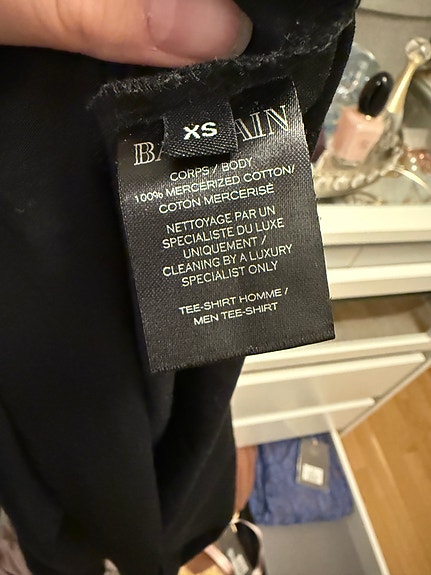 XS
CORPS / BODY
100% MERCERIZED COTTON/
COTON MERCERISÉ
NETTOYAGE PAR UN
SPECIALISTE DU LUXE
UNIQUEMENT /
CLEANING BY A LUXURY
SPECIALIST ONLY
TEE-SHIRT HOMME /
MEN TEE-SHIRT